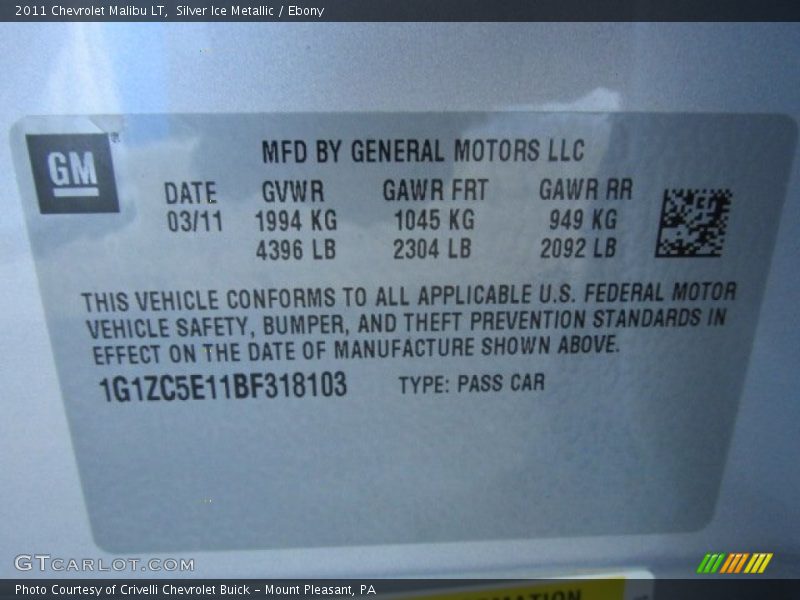 2011 Chevrolet Malibu LT, Silver Ice Metallic / Ebony
GM
MFD BY GENERAL MOTORS LLC
DATE GVWR GAWR FRT GAWR RR
03/11 1994 KG 1045 KG 949 KG
4396 LB 2304 LB 2092 LB
THIS VEHICLE CONFORMS TO ALL APPLICABLE U.S. FEDERAL MOTOR
VEHICLE SAFETY, BUMPER, AND THEFT PREVENTION STANDARDS IN
EFFECT ON THE DATE OF MANUFACTURE SHOWN ABOVE.
1G1ZC5E11BF318103 TYPE: PASS CAR
GTCARLOT.COM
Photo Courtesy of Crivelli Chevrolet Buick - Mount Pleasant, PA